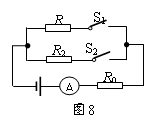 R S₁
R₂ S₂
A R₀
图8